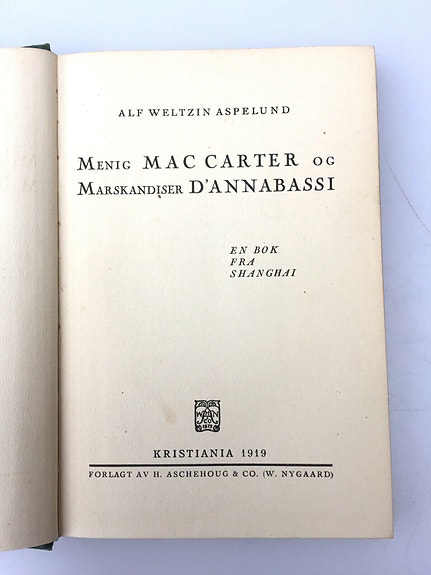 ALF WELTZIN ASPELUND
MENIG MAC CARTER OG
MARSKANDISER D'ANNABASSI
EN BOK
FRA
SHANGHAI
KRISTIANIA 1919
FORLAGT AV H. ASCHEHOUG & CO. (W. NYGAARD)